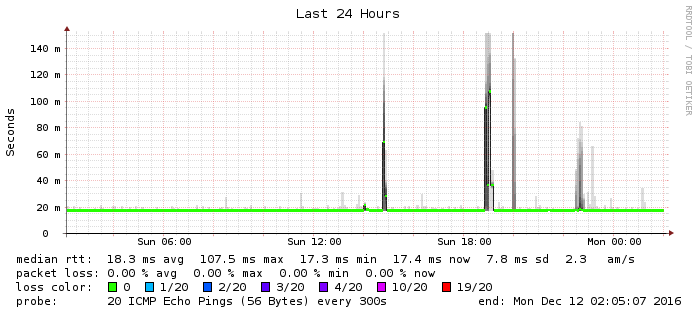 Last 24 Hours
RRDTOOL / TOBI OETIKER
Seconds
140 m
120 m
100 m
80 m
60 m
40 m
20 m
0
Sun 06:00 Sun 12:00 Sun 18:00 Mon 00:00
median rtt: 18.3 ms avg 107.5 ms max 17.3 ms min 17.4 ms now 7.8 ms sd 2.3 am/s
packet loss: 0.00 % avg 0.00 % max 0.00 % min 0.00 % now
loss color: 0 1/20 2/20 3/20 4/20 10/20 19/20
probe: 20 ICMP Echo Pings (56 Bytes) every 300s end: Mon Dec 12 02:05:07 2016